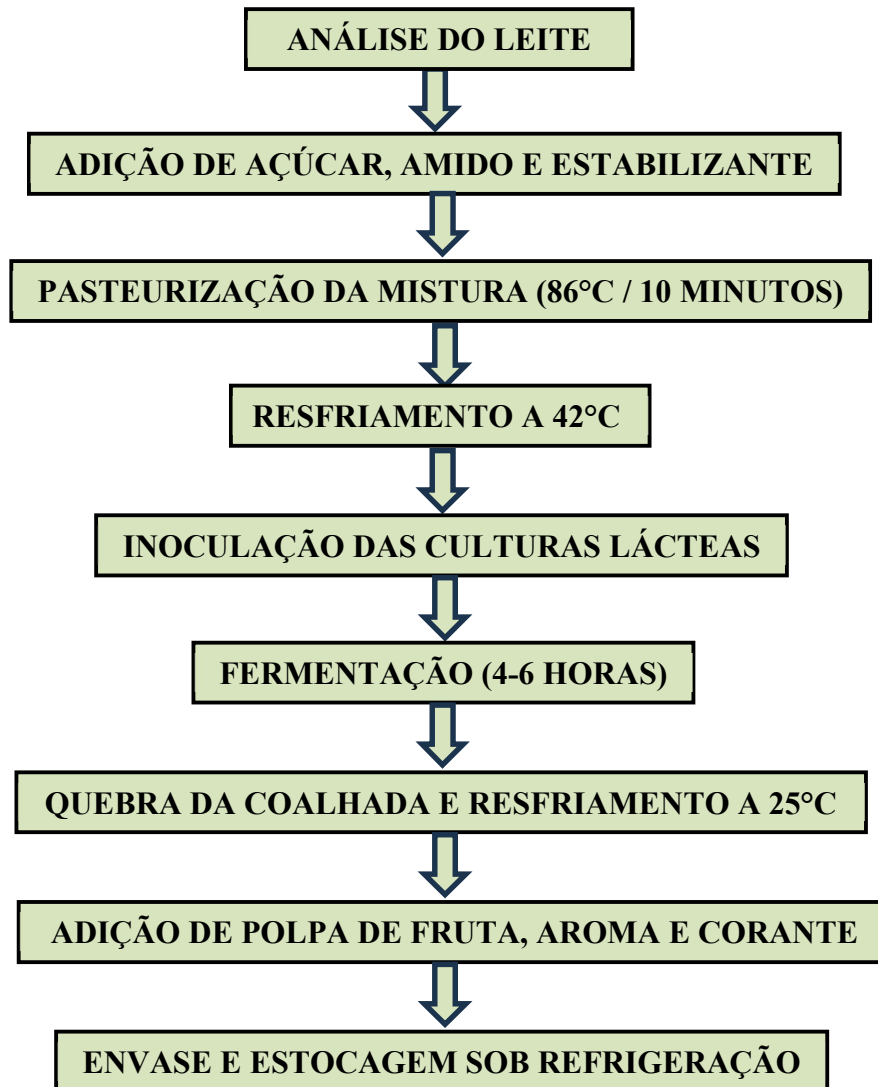 ANÁLISE DO LEITE
ADIÇÃO DE AÇÚCAR, AMIDO E ESTABILIZANTE
PASTEURIZAÇÃO DA MISTURA (86°C / 10 MINUTOS)
RESFRIAMENTO A 42°C
INOCULAÇÃO DAS CULTURAS LÁCTEAS
FERMENTAÇÃO (4-6 HORAS)
QUEBRA DA COALHADA E RESFRIAMENTO A 25°C
ADIÇÃO DE POLPA DE FRUTA, AROMA E CORANTE
ENVASE E ESTOCAGEM SOB REFRIGERAÇÃO